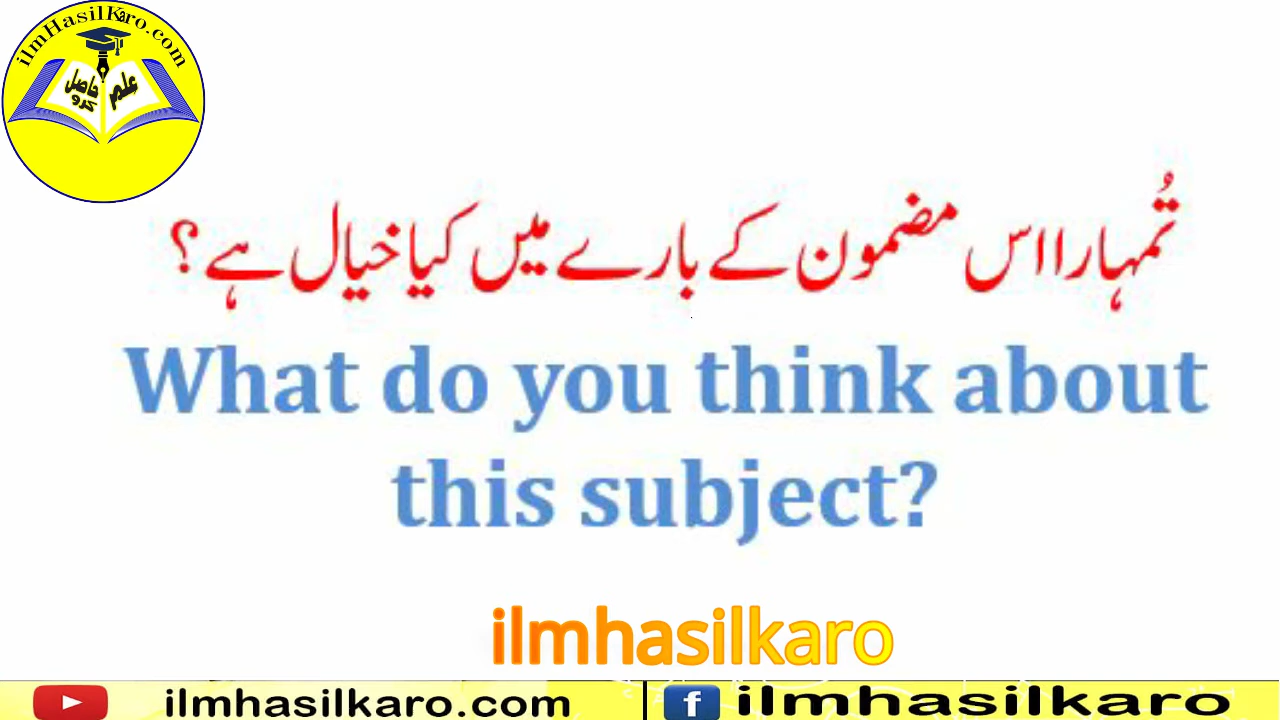 ilmHasilKaro.com
علم حاصل کرو
تُمہارا اس مضمون کے بارے میں کیا خیال ہے؟
What do you think about
this subject?
ilmhasilkaro
ilmhasilkaro.com
f ilmhasilkaro